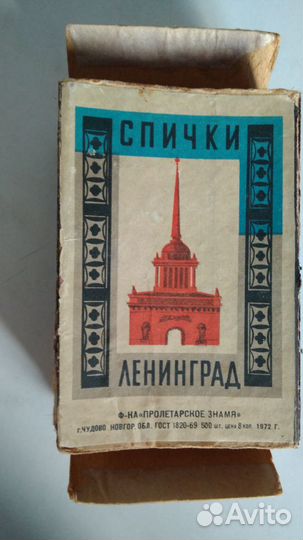 СПИЧКИ
ЛЕНИНГРАД
Ф-КА «ПРОЛЕТАРСКОЕ ЗНАМЯ»
г. ЧУДОВО НОВГОР. ОБЛ. ГОСТ 1820-69 500 шт. цена 8 коп. 1972 г.
Avito